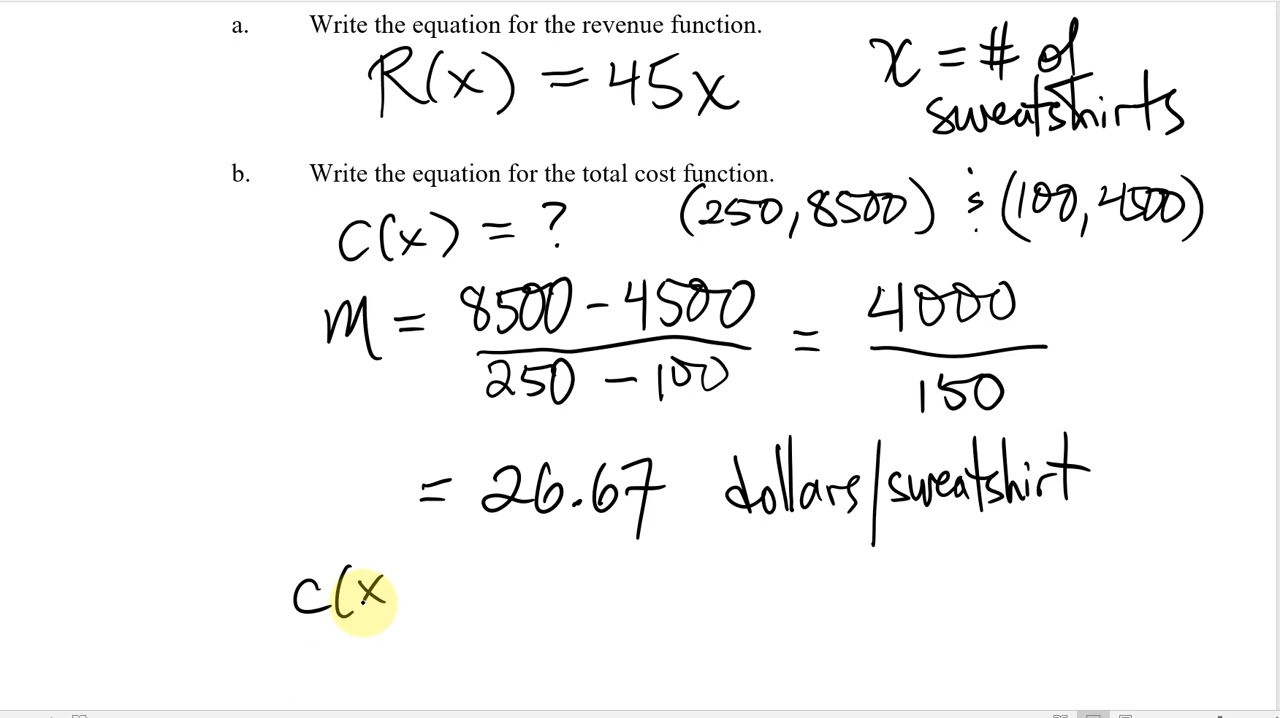 a. Write the equation for the revenue function.
R(x) = 45x
x = # of
sweatshirts
b. Write the equation for the total cost function.
C(x) = ? (250, 8500) ; (100, 4500)
m = 8500 - 4500 / 250 - 100 = 4000 / 150
= 26.67 dollars/sweatshirt
C(x